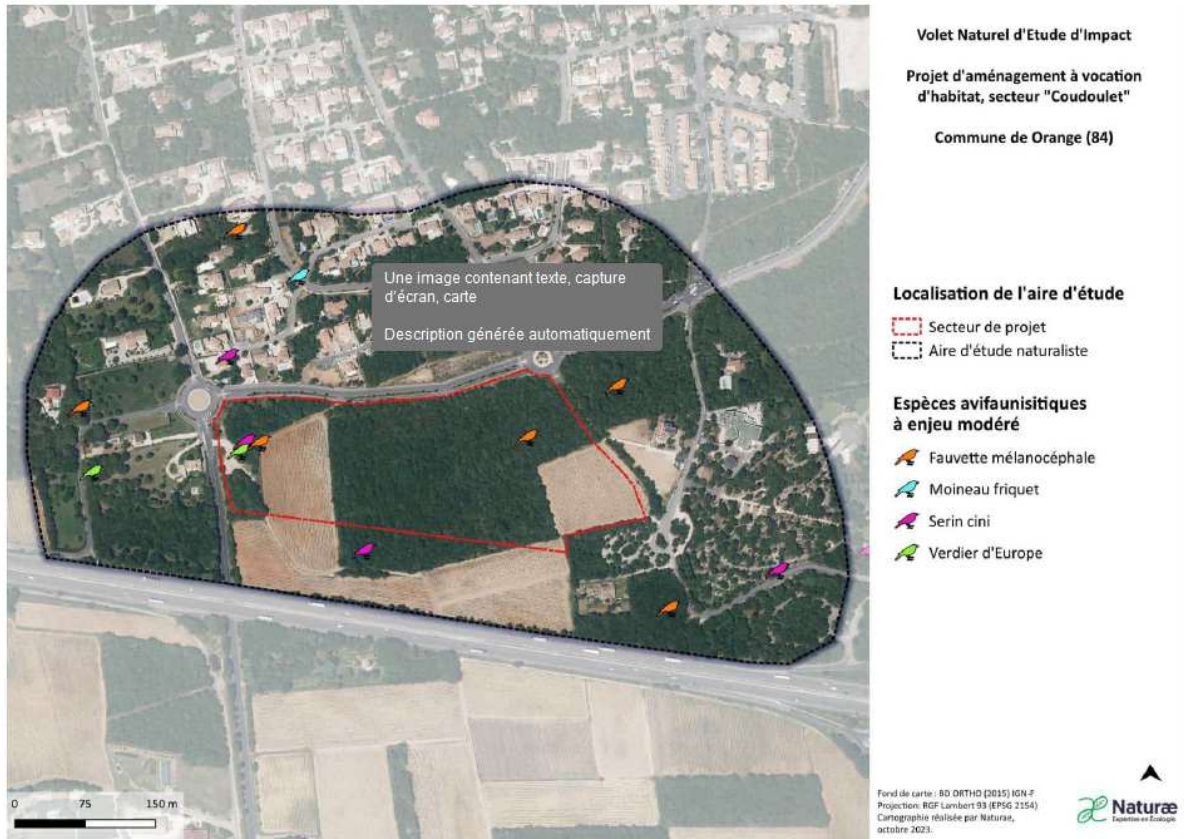 Volet Naturel d'Etude d'Impact
Projet d'aménagement à vocation
d'habitat, secteur "Coudoulet"
Commune de Orange (84)
Une image contenant texte, capture
d'écran, carte
Description générée automatiquement
Localisation de l'aire d'étude
Secteur de projet
Aire d'étude naturaliste
Espèces avifaunisitiques
à enjeu modéré
Fauvette mélanocéphale
Moineau friquet
Serin cini
Verdier d'Europe
0 75 150 m
Fond de carte : BD ORTHO (2015) IGN-F
Projection: RGF Lambert 93 (EPSG 2154)
Cartographie réalisée par Naturae,
octobre 2023.
Naturæ
Expertise en Écologie